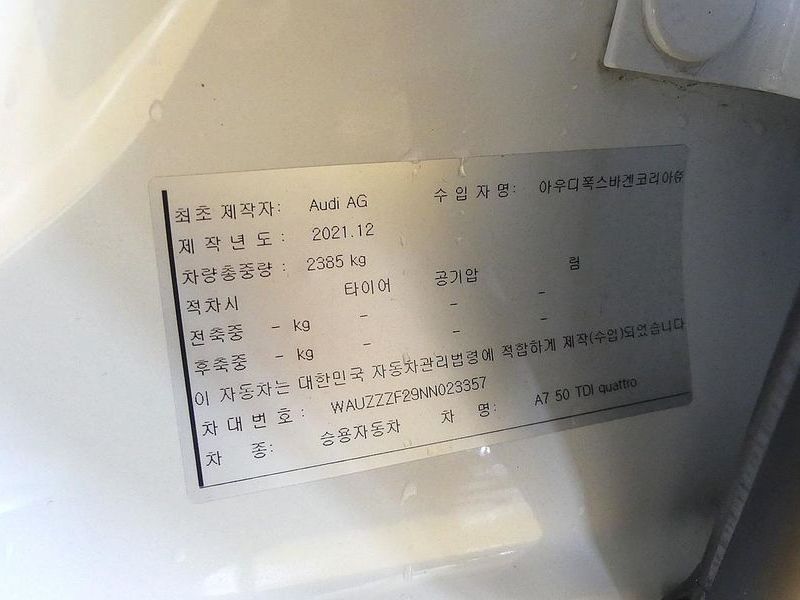 최초 제작자: Audi AG 수 입 자 명: 아우디폭스바겐코리아㈜
제 작 년 도 : 2021.12
차량총중량 : 2385 kg
적차시 타이어 공기압 림
전축중 - kg - - -
후축중 - kg - - -
이 자동차는 대한민국 자동차관리법령에 적합하게 제작(수입)되었습니다
차 대 번 호 : WAUZZZF29NN023357
차 종: 승용자동차 차 명: A7 50 TDI quattro